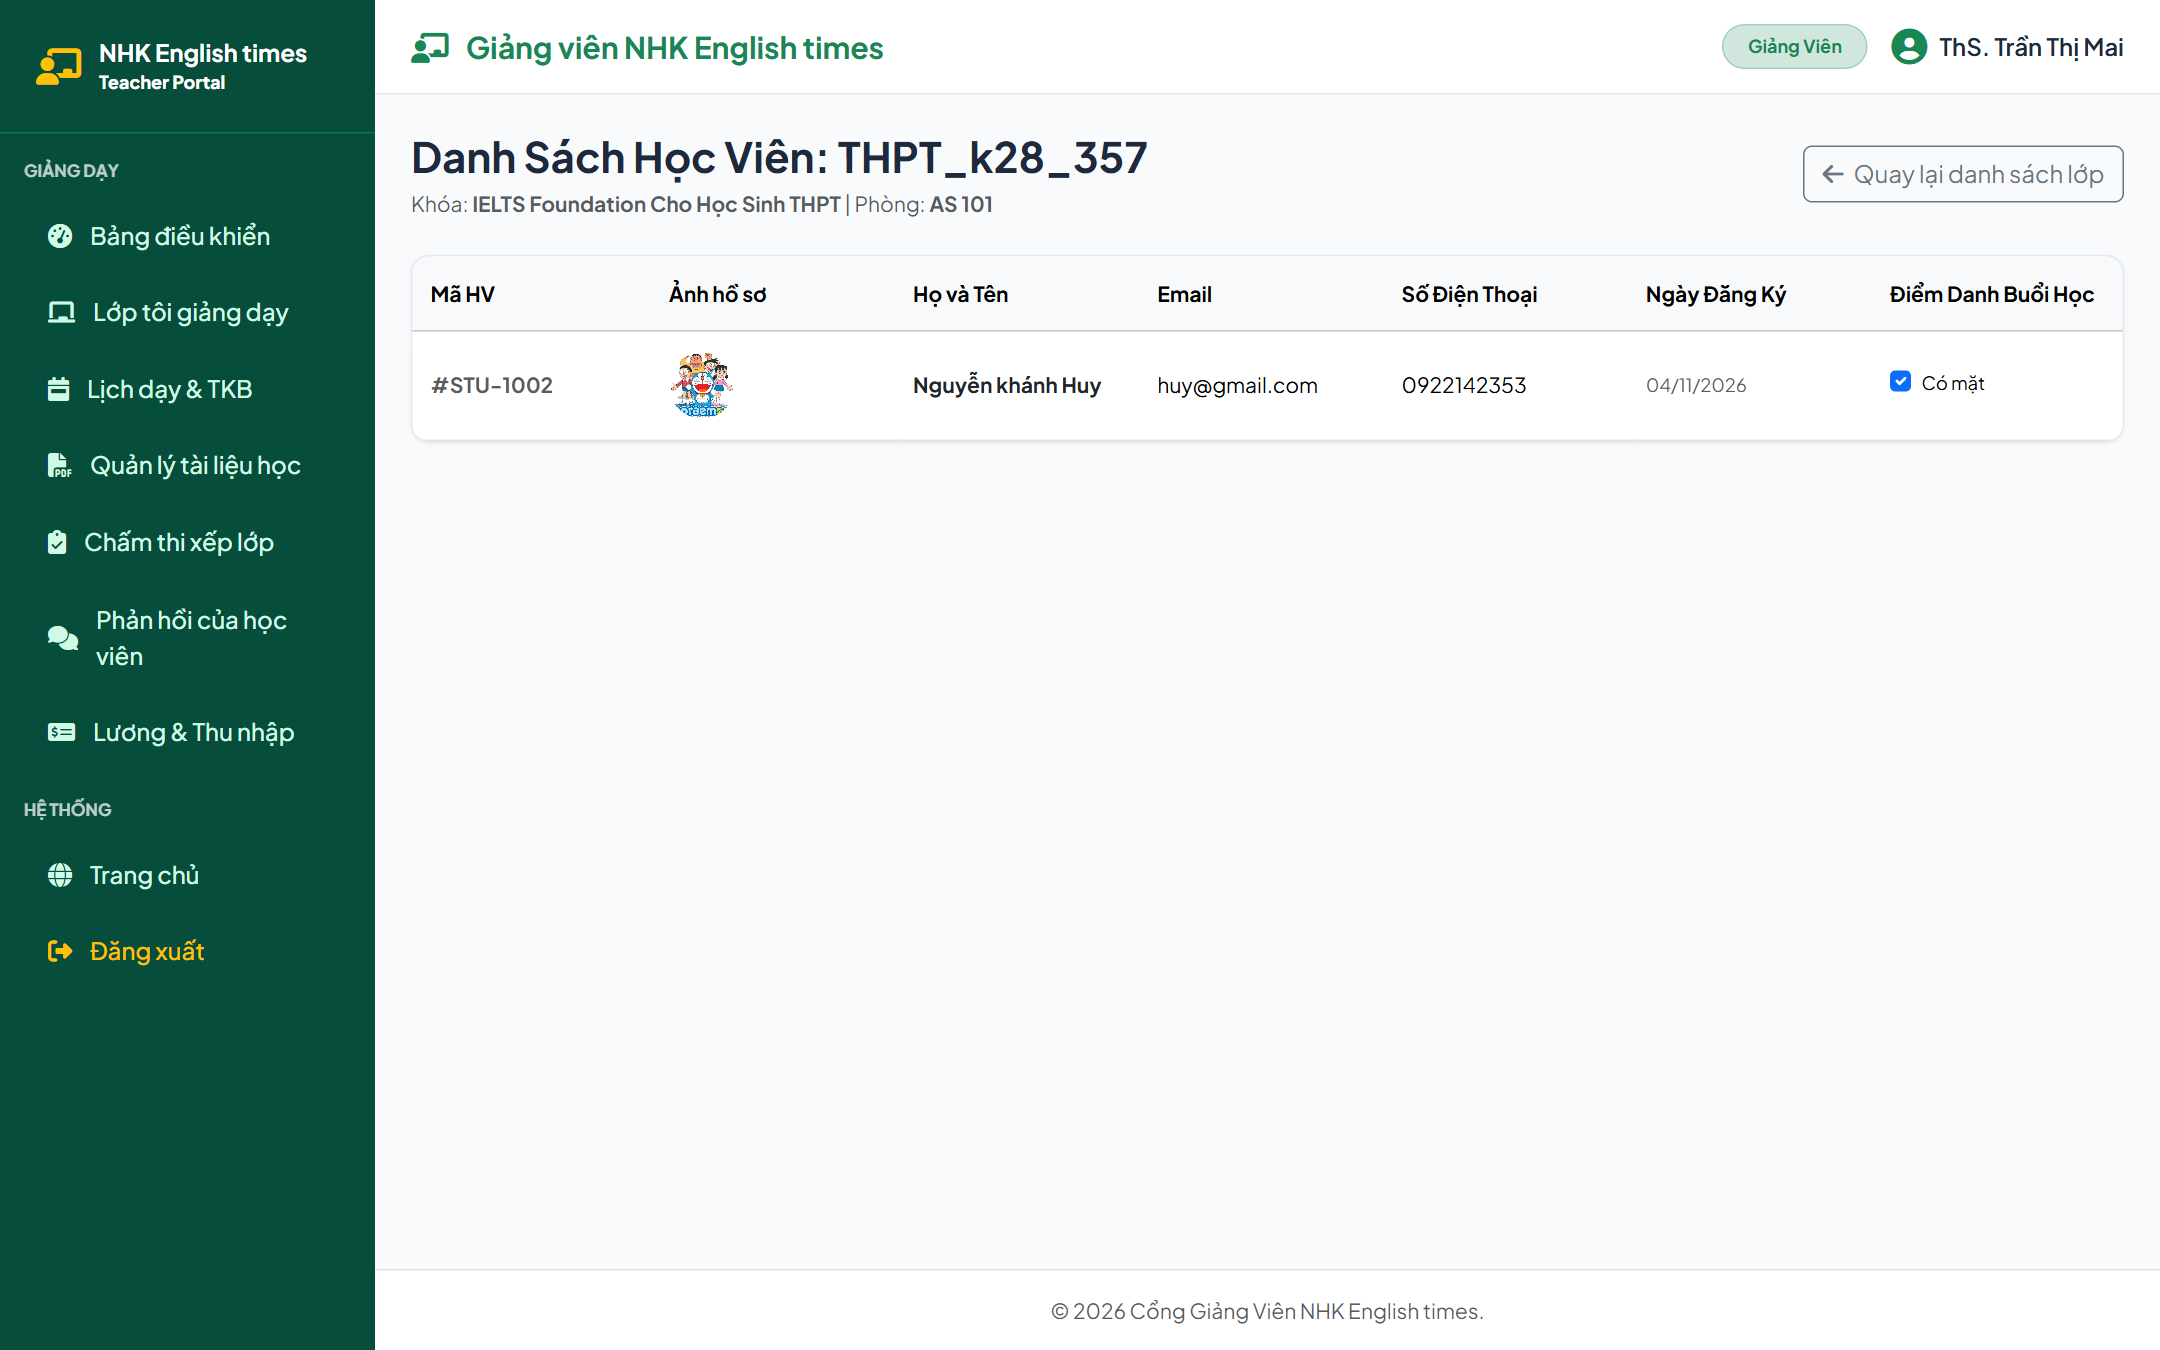 NHK English times
Teacher Portal
GIẢNG DẠY
Bảng điều khiển
Lớp tôi giảng dạy
Lịch dạy & TKB
Quản lý tài liệu học
Chấm thi xếp lớp
Phản hồi của học
viên
Lương & Thu nhập
HỆ THỐNG
Trang chủ
Đăng xuất
Giảng viên NHK English times
Giảng Viên
ThS. Trần Thị Mai
Danh Sách Học Viên: THPT_k28_357
Khóa: IELTS Foundation Cho Học Sinh THPT | Phòng: AS 101
Quay lại danh sách lớp
Mã HV Ảnh hồ sơ Họ và Tên Email Số Điện Thoại Ngày Đăng Ký Điểm Danh Buổi Học
#STU-1002 Nguyễn khánh Huy huy@gmail.com 0922142353 04/11/2026 Có mặt
© 2026 Cổng Giảng Viên NHK English times.